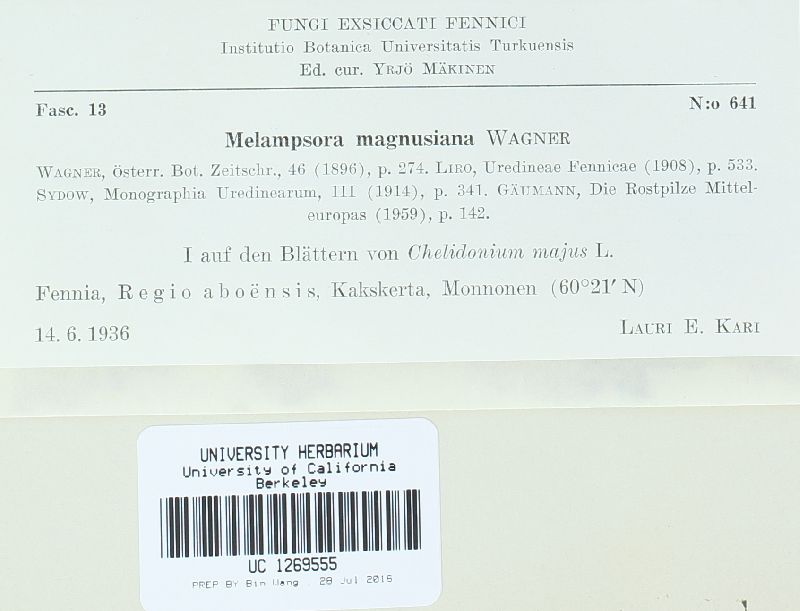 FUNGI EXSICCATI FENNICI
Institutio Botanica Universitatis Turkuensis
Ed. cur. YRJÖ MÄKINEN
Fasc. 13 N:o 641
Melampsora magnusiana WAGNER
WAGNER, österr. Bot. Zeitschr., 46 (1896), p. 274. LIRO, Uredineae Fennicae (1908), p. 533.
SYDOW, Monographia Uredinearum, III (1914), p. 341. GÄUMANN, Die Rostpilze Mittel-
europas (1959), p. 142.
I auf den Blättern von Chelidonium majus L.
Fennia, Regio aboënsis, Kakskerta, Monnonen (60°21′ N)
14. 6. 1936 LAURI E. KARI
UNIVERSITY HERBARIUM
University of California
Berkeley
UC 1269555
PREP BY Bin Wang 28 Jul 2015